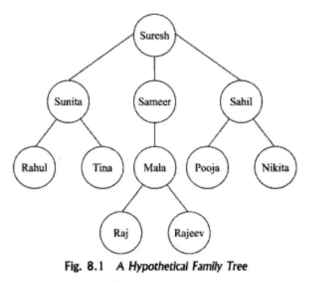 Suresh
Sunita Sameer Sahil
Rahul Tina Mala Pooja Nikita
Raj Rajeev
Fig. 8.1 A Hypothetical Family Tree